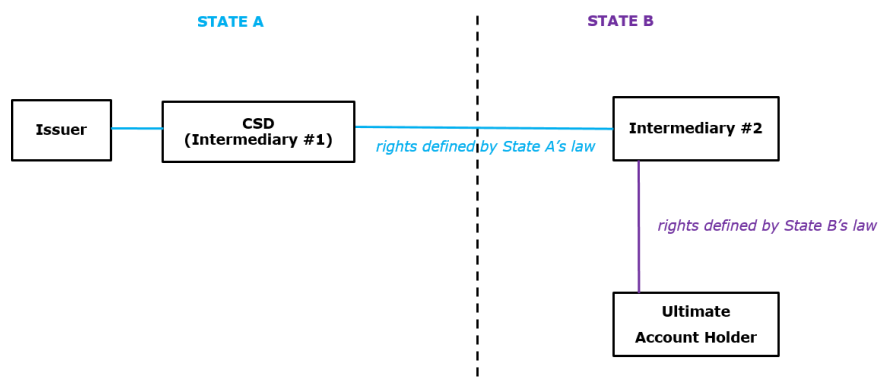 STATE A
STATE B
Issuer
CSD
(Intermediary #1)
rights defined by State A's law
Intermediary #2
rights defined by State B's law
Ultimate
Account Holder